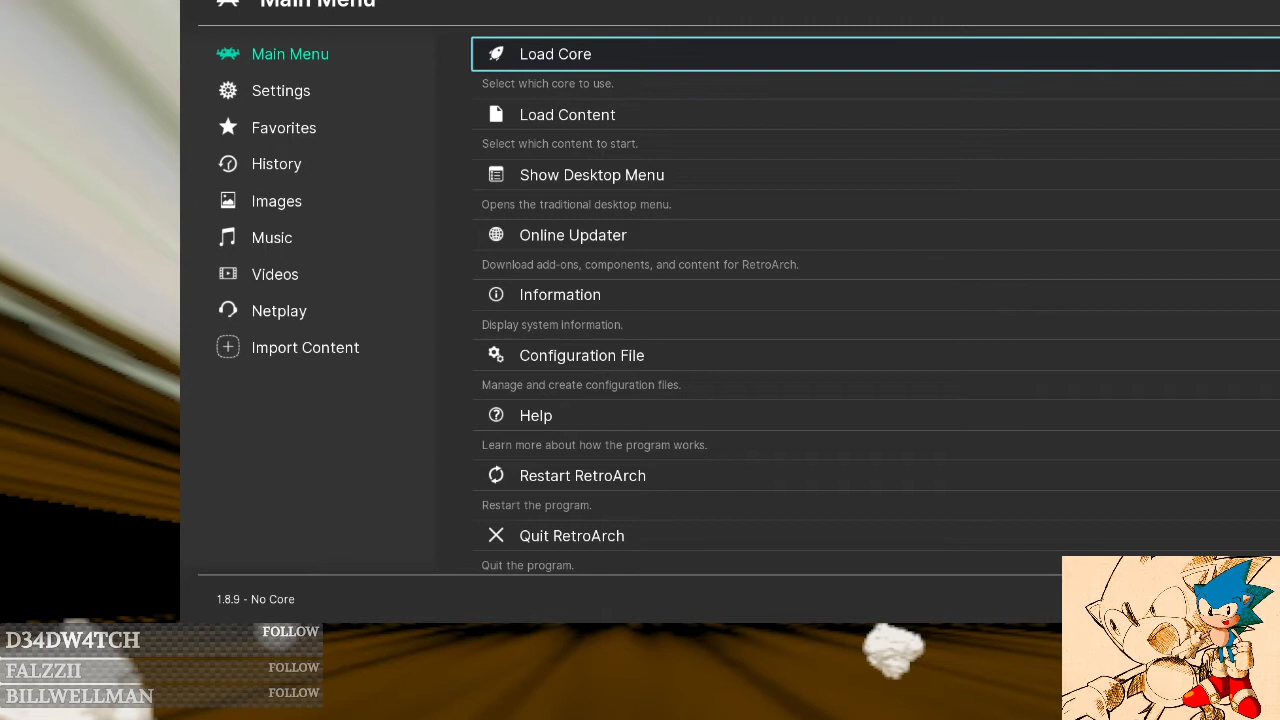 Main Menu
Main Menu
Settings
Favorites
History
Images
Music
Videos
Netplay
Import Content
Load Core
Select which core to use.
Load Content
Select which content to start.
Show Desktop Menu
Opens the traditional desktop menu.
Online Updater
Download add-ons, components, and content for RetroArch.
Information
Display system information.
Configuration File
Manage and create configuration files.
Help
Learn more about how the program works.
Restart RetroArch
Restart the program.
Quit RetroArch
Quit the program.
1.8.9 - No Core
D34DW4TCH FOLLOW
FALZZII FOLLOW
BILLWELLMAN FOLLOW